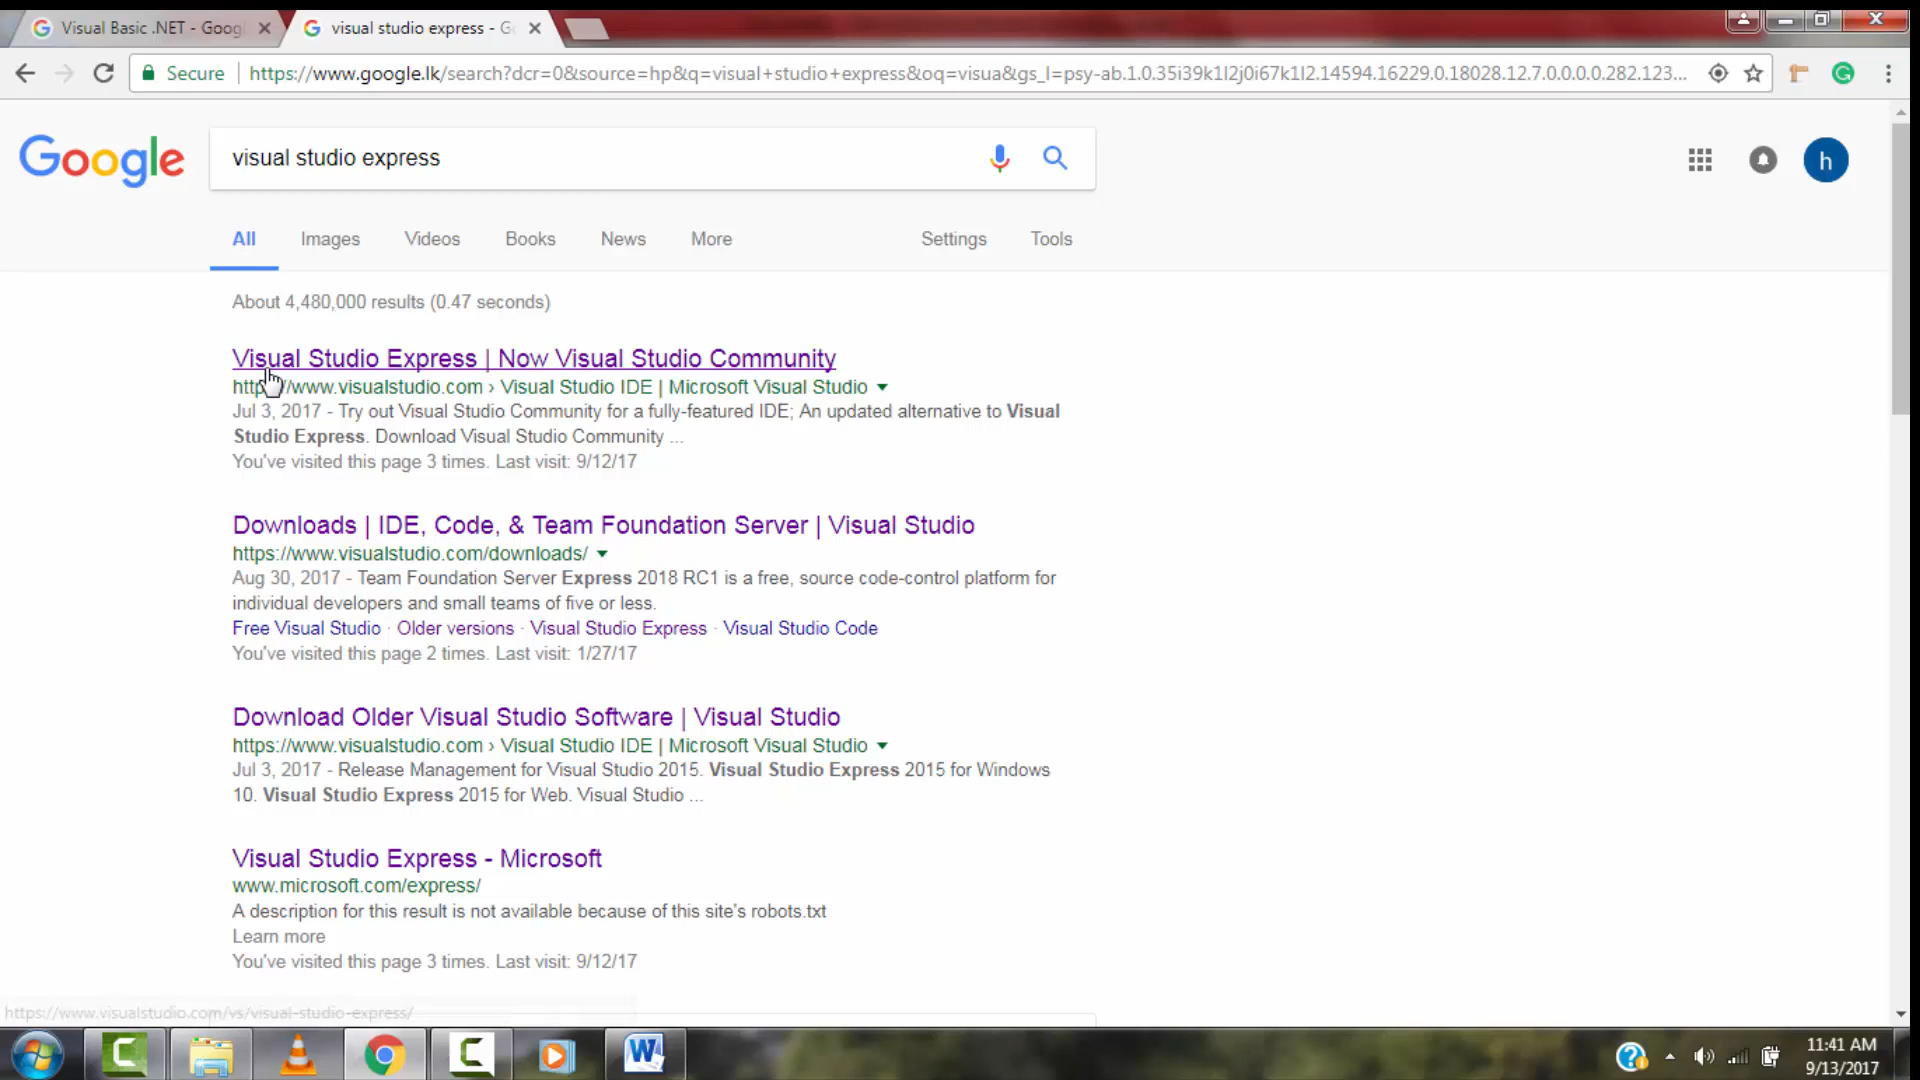 Visual Basic .NET - Goog
visual studio express - G
Secure
https://www.google.lk/search?dcr=0&source=hp&q=visual+studio+express&oq=visua&gs_l=psy-ab.1.0.35i39k1l2j0i67k1l2.14594.16229.0.18028.12.7.0.0.0.0.282.123...
Google
visual studio express
h
All
Images
Videos
Books
News
More
Settings
Tools
About 4,480,000 results (0.47 seconds)
Visual Studio Express | Now Visual Studio Community
https://www.visualstudio.com › Visual Studio IDE | Microsoft Visual Studio
Jul 3, 2017 - Try out Visual Studio Community for a fully-featured IDE; An updated alternative to Visual
Studio Express. Download Visual Studio Community ...
You've visited this page 3 times. Last visit: 9/12/17
Downloads | IDE, Code, & Team Foundation Server | Visual Studio
https://www.visualstudio.com/downloads/
Aug 30, 2017 - Team Foundation Server Express 2018 RC1 is a free, source code-control platform for
individual developers and small teams of five or less.
Free Visual Studio · Older versions · Visual Studio Express · Visual Studio Code
You've visited this page 2 times. Last visit: 1/27/17
Download Older Visual Studio Software | Visual Studio
https://www.visualstudio.com › Visual Studio IDE | Microsoft Visual Studio
Jul 3, 2017 - Release Management for Visual Studio 2015. Visual Studio Express 2015 for Windows
10. Visual Studio Express 2015 for Web. Visual Studio ...
Visual Studio Express - Microsoft
www.microsoft.com/express/
A description for this result is not available because of this site's robots.txt
Learn more
You've visited this page 3 times. Last visit: 9/12/17
https://www.visualstudio.com/vs/visual-studio-express/
11:41 AM
9/13/2017